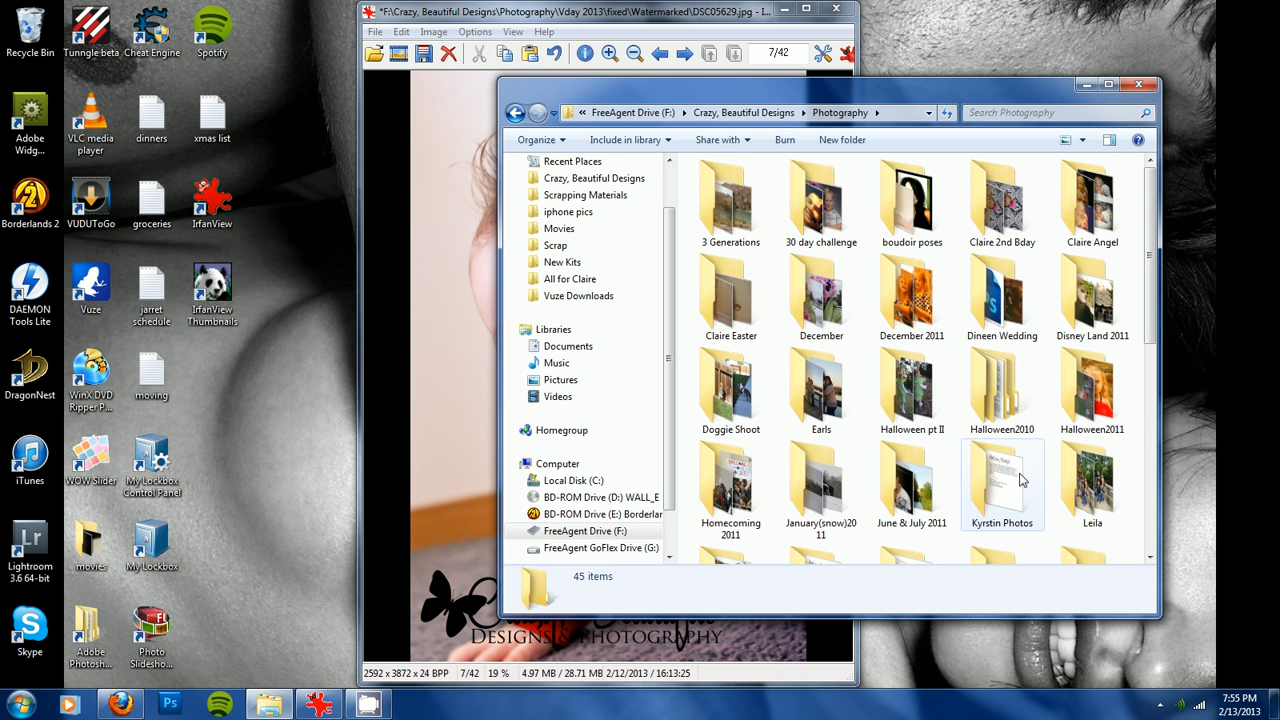 Recycle Bin
Tunngle beta
Cheat Engine
Spotify
Adobe Widg...
VLC media player
dinners
xmas list
Borderlands 2
VUDUToGo
groceries
IrfanView
DAEMON Tools Lite
Vuze
jarret schedule
IrfanView Thumbnails
DragonNest
WinX DVD Ripper P...
moving
iTunes
WOW Slider
My Lockbox Control Panel
Lightroom 3.6 64-bit
movies
My Lockbox
Skype
Adobe Photosh...
Photo Slidesho...
*F:\Crazy, Beautiful Designs\Photography\Vday 2013\fixed\Watermarked\DSC05629.jpg - I...
File Edit Image Options View Help
7/42
FreeAgent Drive (F:) Crazy, Beautiful Designs Photography
Search Photography
Organize Include in library Share with Burn New folder
Recent Places
Crazy, Beautiful Designs
Scrapping Materials
iphone pics
Movies
Scrap
New Kits
All for Claire
Vuze Downloads
Libraries
Documents
Music
Pictures
Videos
Homegroup
Computer
Local Disk (C:)
BD-ROM Drive (D:) WALL_E
BD-ROM Drive (E:) Borderlar
FreeAgent Drive (F:)
FreeAgent GoFlex Drive (G:)
3 Generations
30 day challenge
boudoir poses
Claire 2nd Bday
Claire Angel
Claire Easter
December
December 2011
Dineen Wedding
Disney Land 2011
Doggie Shoot
Earls
Halloween pt II
Halloween2010
Halloween2011
Homecoming 2011
January(snow)2011
June & July 2011
Kyrstin Photos
Leila
45 items
DESIGNS & PHOTOGRAPHY
2592 x 3872 x 24 BPP 7/42 19 % 4.97 MB / 28.71 MB 2/12/2013 / 16:13:25
Ps
7:55 PM
2/13/2013